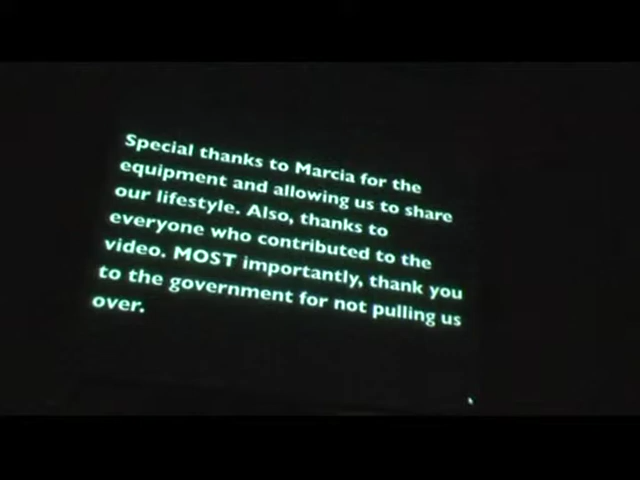 Special thanks to Marcia for the
equipment and allowing us to share
our lifestyle. Also, thanks to
everyone who contributed to the
video. MOST importantly, thank you
to the government for not pulling us
over.